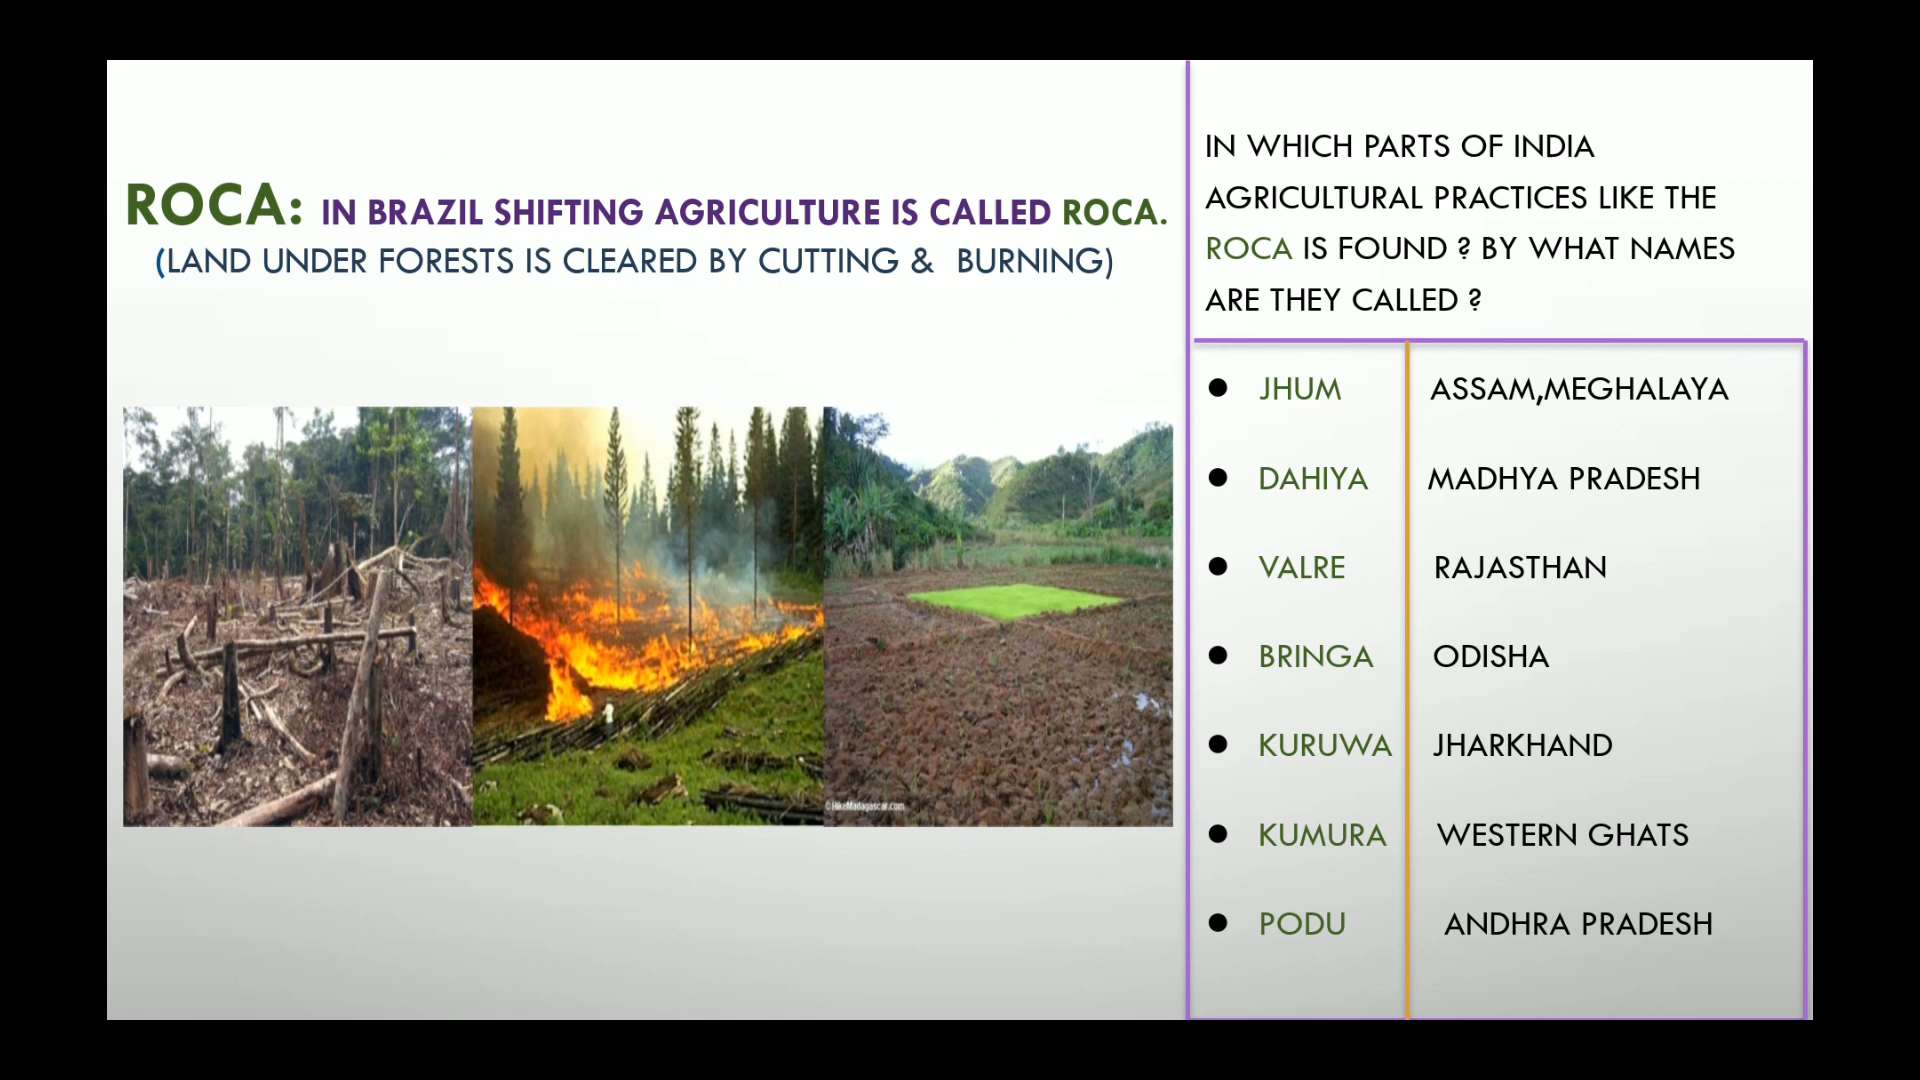 ROCA: IN BRAZIL SHIFTING AGRICULTURE IS CALLED ROCA.
(LAND UNDER FORESTS IS CLEARED BY CUTTING & BURNING)
©HikeMadagascar.com
IN WHICH PARTS OF INDIA
AGRICULTURAL PRACTICES LIKE THE
ROCA IS FOUND ? BY WHAT NAMES
ARE THEY CALLED ?
● JHUM ASSAM,MEGHALAYA
● DAHIYA MADHYA PRADESH
● VALRE RAJASTHAN
● BRINGA ODISHA
● KURUWA JHARKHAND
● KUMURA WESTERN GHATS
● PODU ANDHRA PRADESH